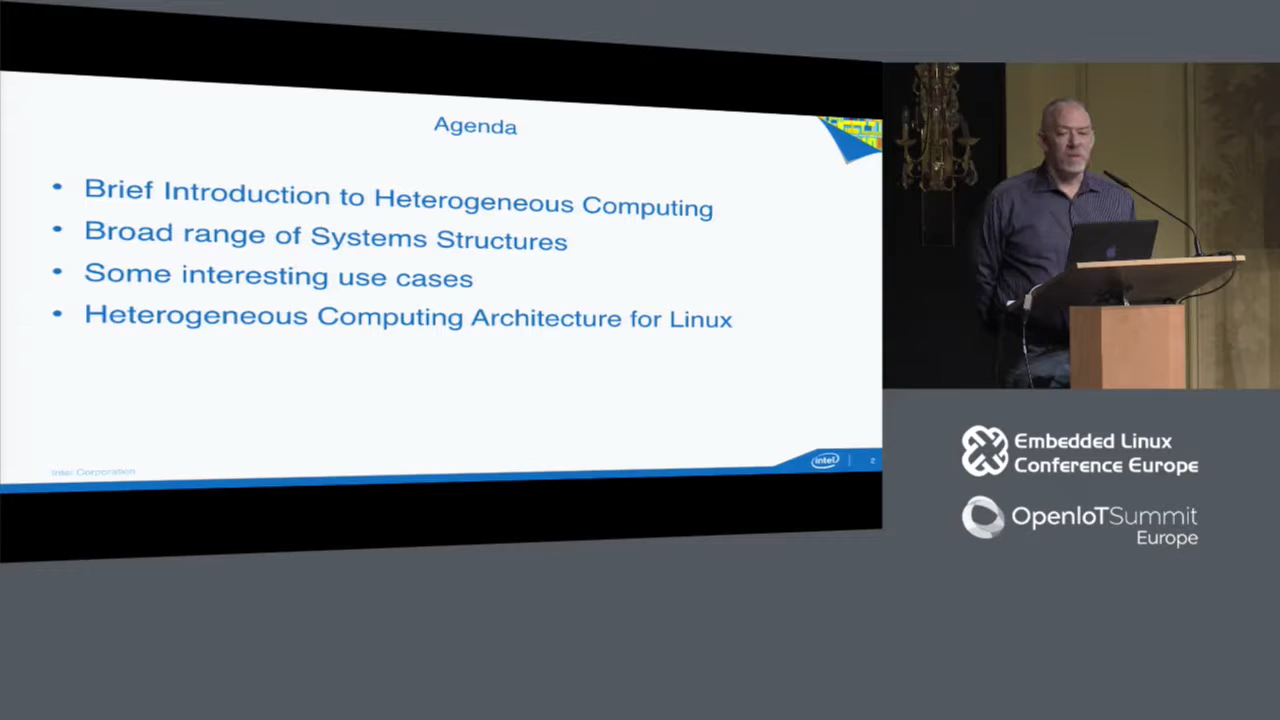 Agenda
• Brief Introduction to Heterogeneous Computing
• Broad range of Systems Structures
• Some interesting use cases
• Heterogeneous Computing Architecture for Linux
Intel Corporation
intel
2
Embedded Linux
Conference Europe
OpenIoTSummit
Europe